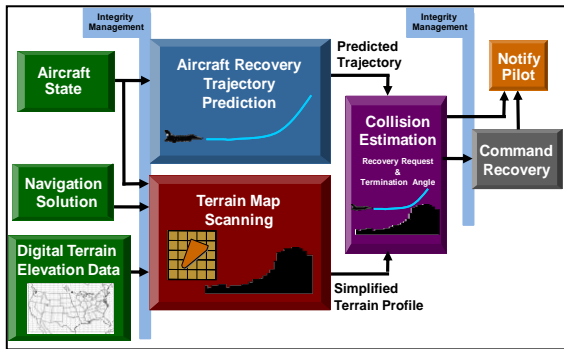 Integrity
Management
Integrity
Management
Aircraft
State
Aircraft Recovery
Trajectory
Prediction
Predicted
Trajectory
Notify
Pilot
Collision
Estimation
Recovery Request
&
Termination Angle
Command
Recovery
Navigation
Solution
Terrain Map
Scanning
Digital Terrain
Elevation Data
Simplified
Terrain Profile